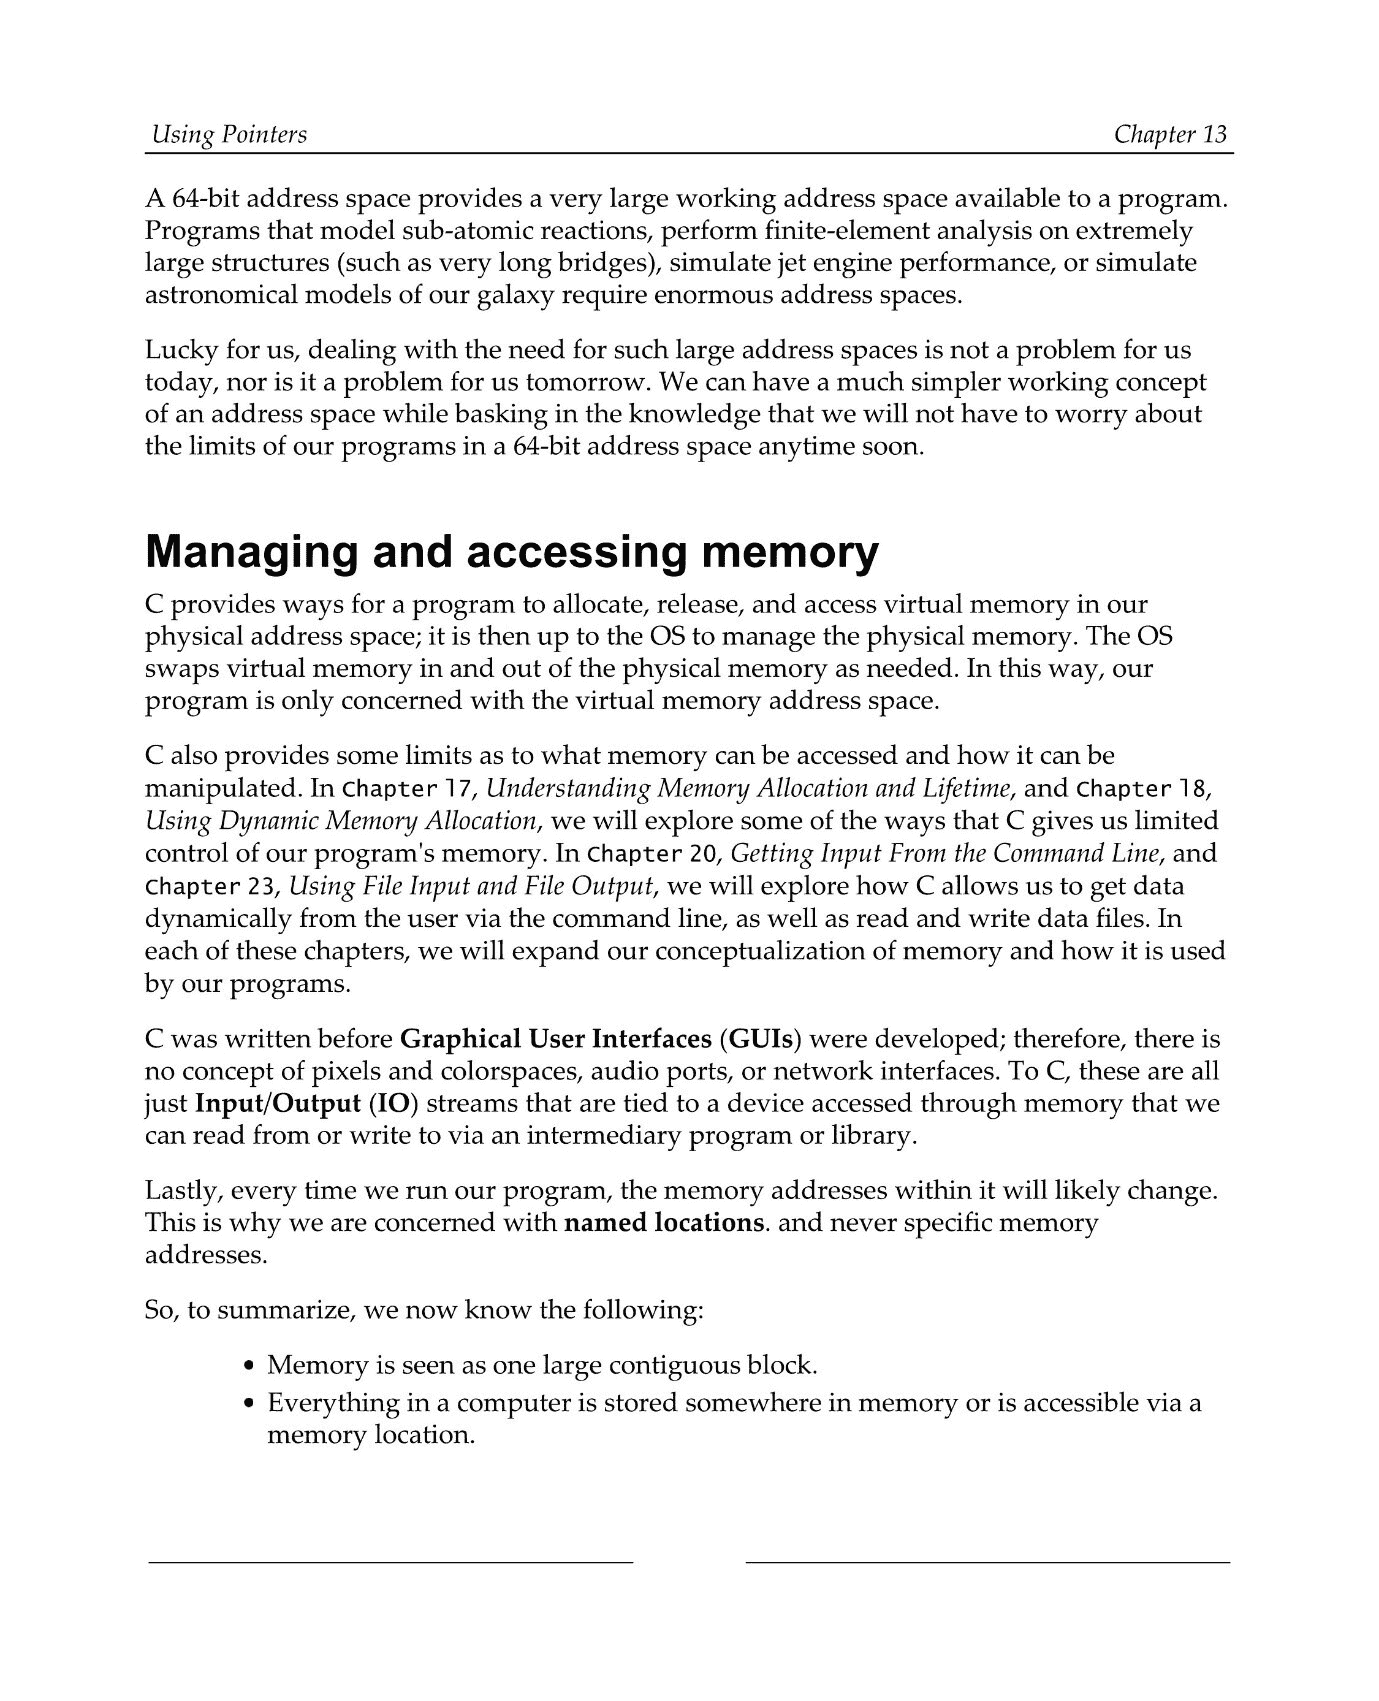 Using Pointers Chapter 13
A 64-bit address space provides a very large working address space available to a program.
Programs that model sub-atomic reactions, perform finite-element analysis on extremely
large structures (such as very long bridges), simulate jet engine performance, or simulate
astronomical models of our galaxy require enormous address spaces.
Lucky for us, dealing with the need for such large address spaces is not a problem for us
today, nor is it a problem for us tomorrow. We can have a much simpler working concept
of an address space while basking in the knowledge that we will not have to worry about
the limits of our programs in a 64-bit address space anytime soon.
Managing and accessing memory
C provides ways for a program to allocate, release, and access virtual memory in our
physical address space; it is then up to the OS to manage the physical memory. The OS
swaps virtual memory in and out of the physical memory as needed. In this way, our
program is only concerned with the virtual memory address space.
C also provides some limits as to what memory can be accessed and how it can be
manipulated. In Chapter 17, Understanding Memory Allocation and Lifetime, and Chapter 18,
Using Dynamic Memory Allocation, we will explore some of the ways that C gives us limited
control of our program's memory. In Chapter 20, Getting Input From the Command Line, and
Chapter 23, Using File Input and File Output, we will explore how C allows us to get data
dynamically from the user via the command line, as well as read and write data files. In
each of these chapters, we will expand our conceptualization of memory and how it is used
by our programs.
C was written before Graphical User Interfaces (GUIs) were developed; therefore, there is
no concept of pixels and colorspaces, audio ports, or network interfaces. To C, these are all
just Input/Output (IO) streams that are tied to a device accessed through memory that we
can read from or write to via an intermediary program or library.
Lastly, every time we run our program, the memory addresses within it will likely change.
This is why we are concerned with named locations. and never specific memory
addresses.
So, to summarize, we now know the following:
• Memory is seen as one large contiguous block.
• Everything in a computer is stored somewhere in memory or is accessible via a
memory location.